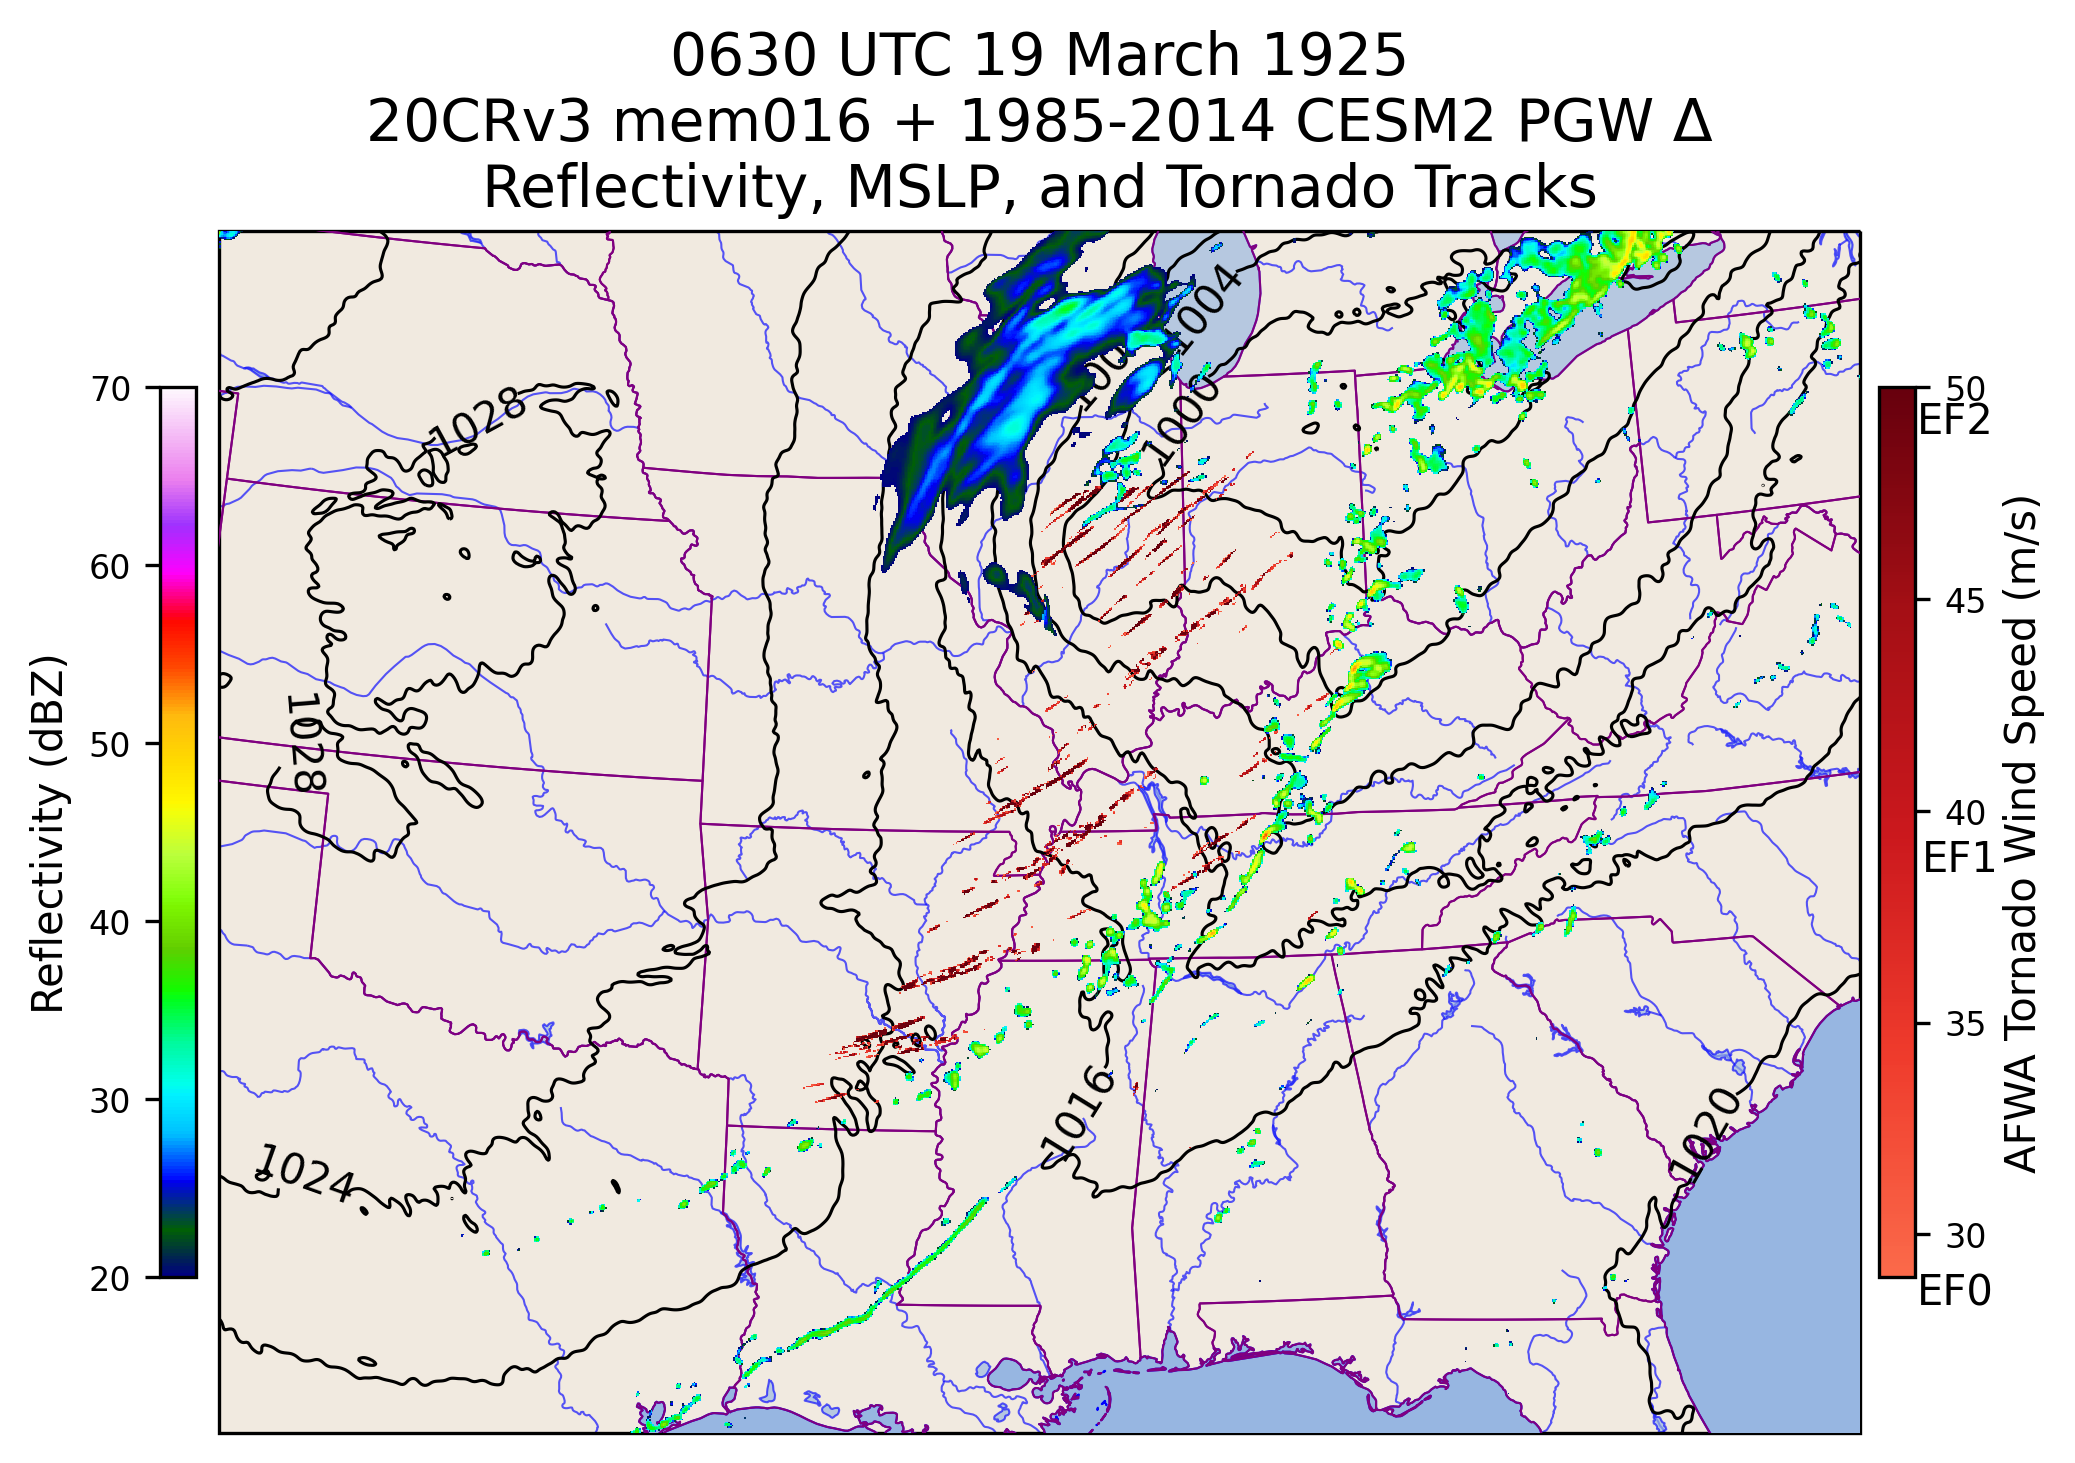 0630 UTC 19 March 1925
20CRv3 mem016 + 1985-2014 CESM2 PGW Δ
Reflectivity, MSLP, and Tornado Tracks
Reflectivity (dBZ)
70
60
50
40
30
20
1004
1000
1028
1028
1024
1016
1020
50
EF2
45
40
EF1
35
30
EF0
AFWA Tornado Wind Speed (m/s)